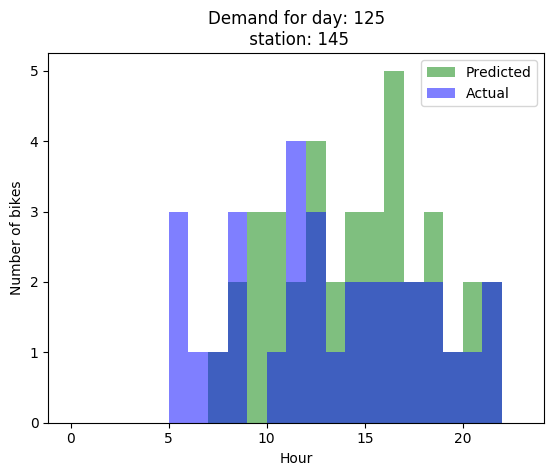 Demand for day: 125
station: 145
Predicted
Actual
5
4
3
2
1
0
Number of bikes
0 5 10 15 20
Hour